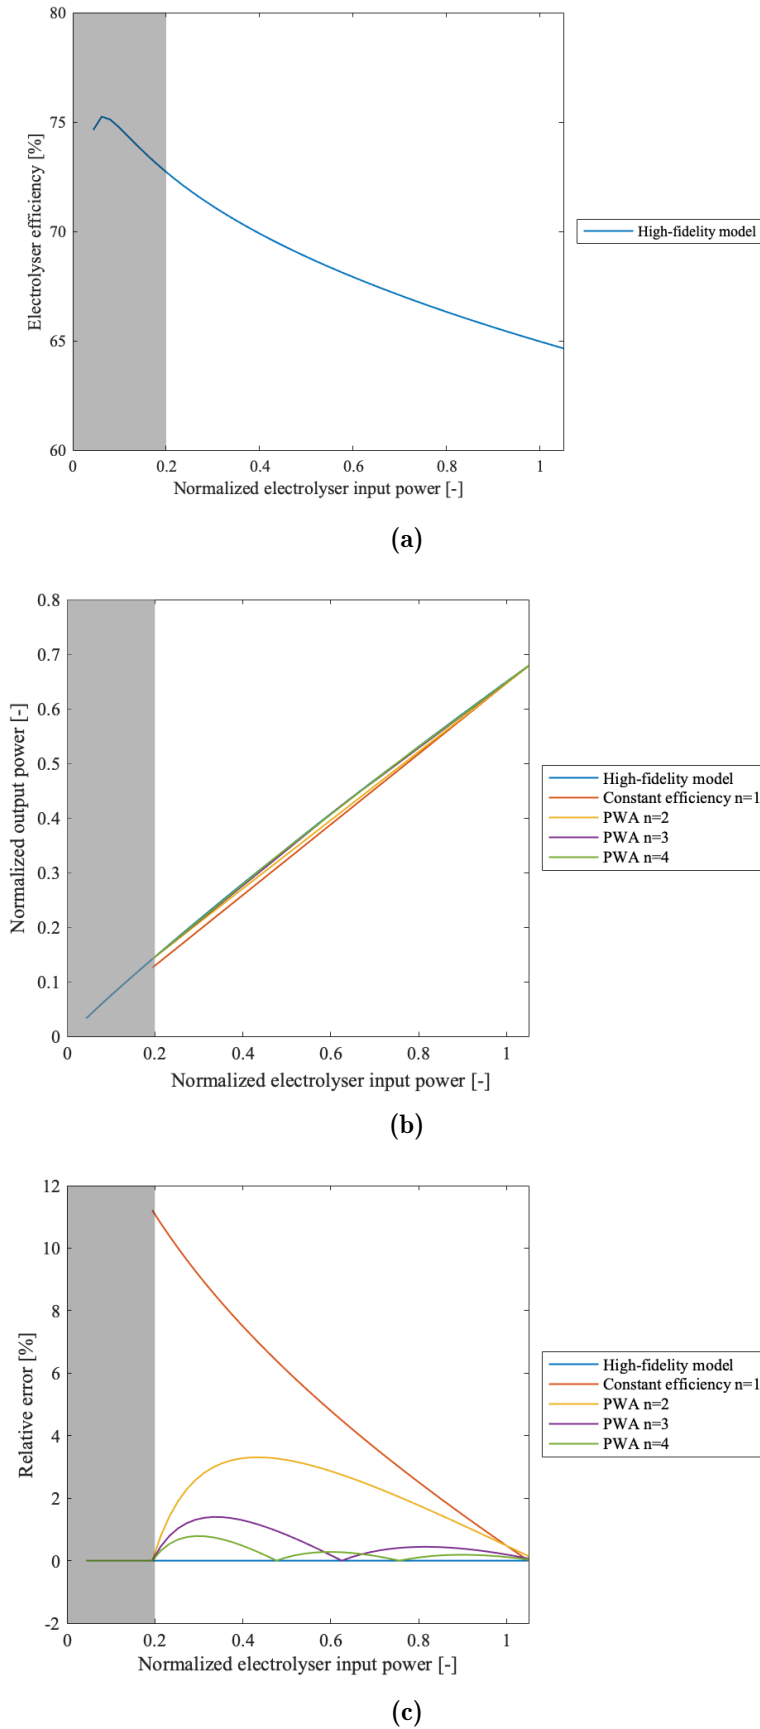 80
75
70
65
60
Electrolyser efficiency [%]
0
0.2
0.4
0.6
0.8
1
Normalized electrolyser input power [-]
High-fidelity model
(a)
0.8
0.7
0.6
0.5
0.4
0.3
0.2
0.1
0
Normalized output power [-]
0
0.2
0.4
0.6
0.8
1
Normalized electrolyser input power [-]
High-fidelity model
Constant efficiency n=1
PWA n=2
PWA n=3
PWA n=4
(b)
12
10
8
6
4
2
0
-2
Relative error [%]
0
0.2
0.4
0.6
0.8
1
Normalized electrolyser input power [-]
High-fidelity model
Constant efficiency n=1
PWA n=2
PWA n=3
PWA n=4
(c)